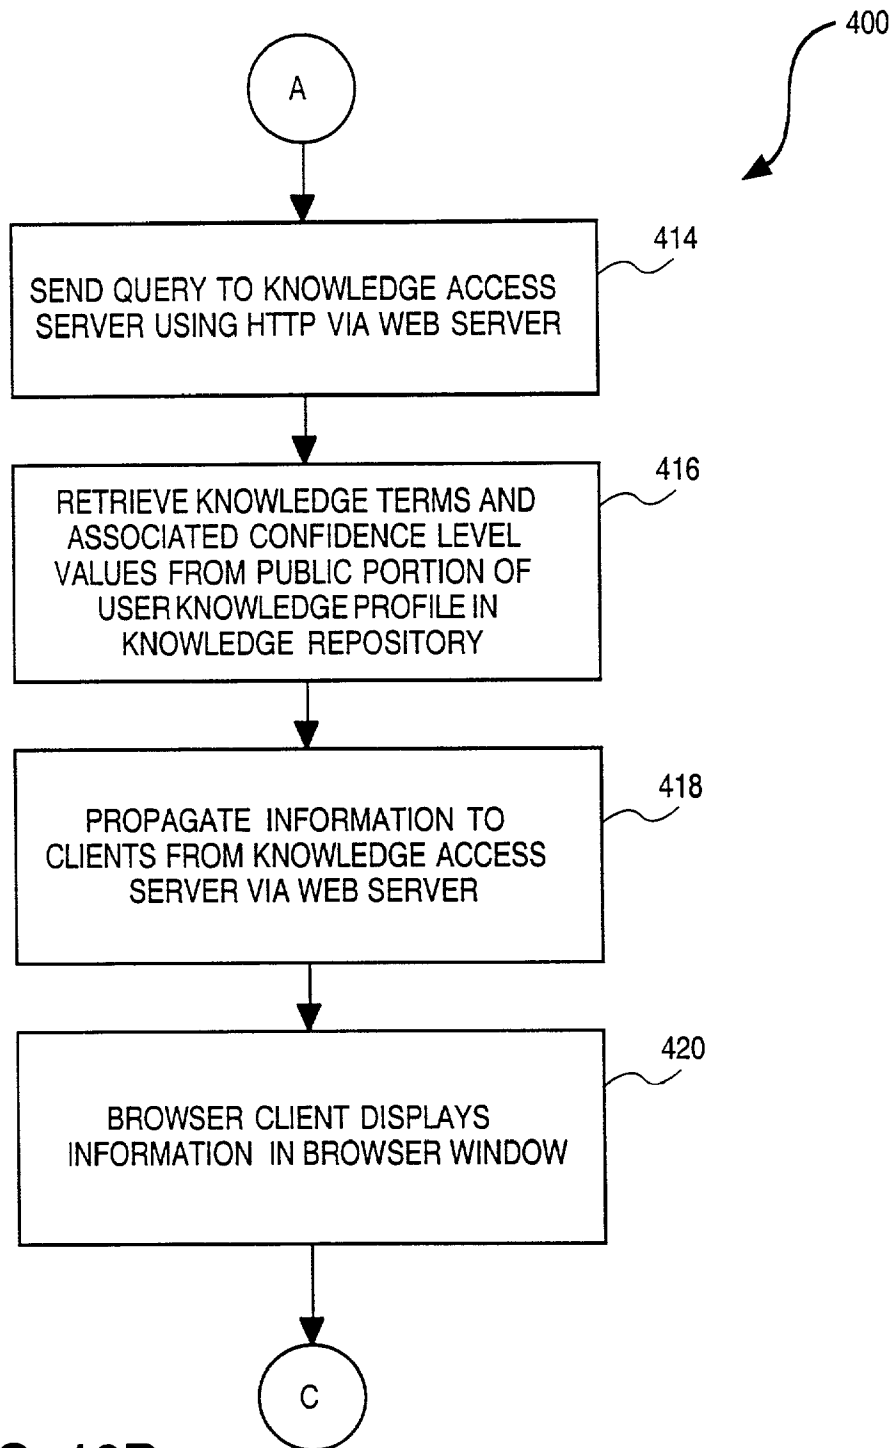 400
A
414
SEND QUERY TO KNOWLEDGE ACCESS
SERVER USING HTTP VIA WEB SERVER
416
RETRIEVE KNOWLEDGE TERMS AND
ASSOCIATED CONFIDENCE LEVEL
VALUES FROM PUBLIC PORTION OF
USER KNOWLEDGE PROFILE IN
KNOWLEDGE REPOSITORY
418
PROPAGATE INFORMATION TO
CLIENTS FROM KNOWLEDGE ACCESS
SERVER VIA WEB SERVER
420
BROWSER CLIENT DISPLAYS
INFORMATION IN BROWSER WINDOW
C